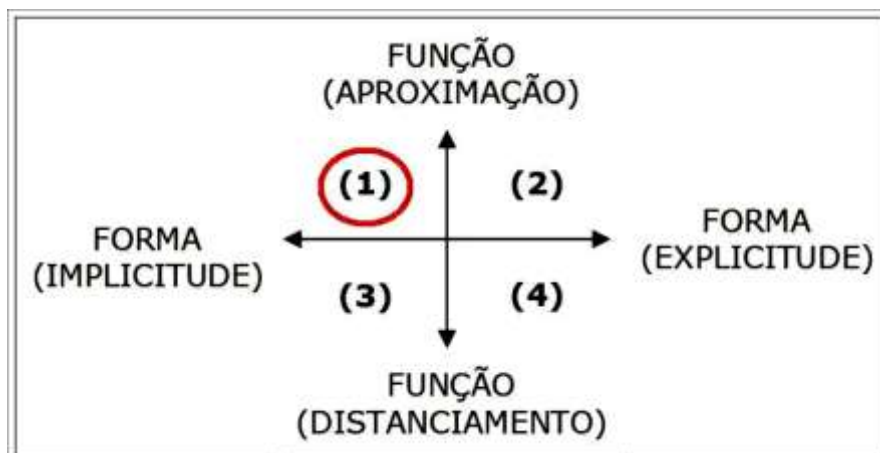 FUNÇÃO
(APROXIMAÇÃO)
(1)
(2)
FORMA
(IMPLICITUDE)
FORMA
(EXPLICITUDE)
(3)
(4)
FUNÇÃO
(DISTANCIAMENTO)